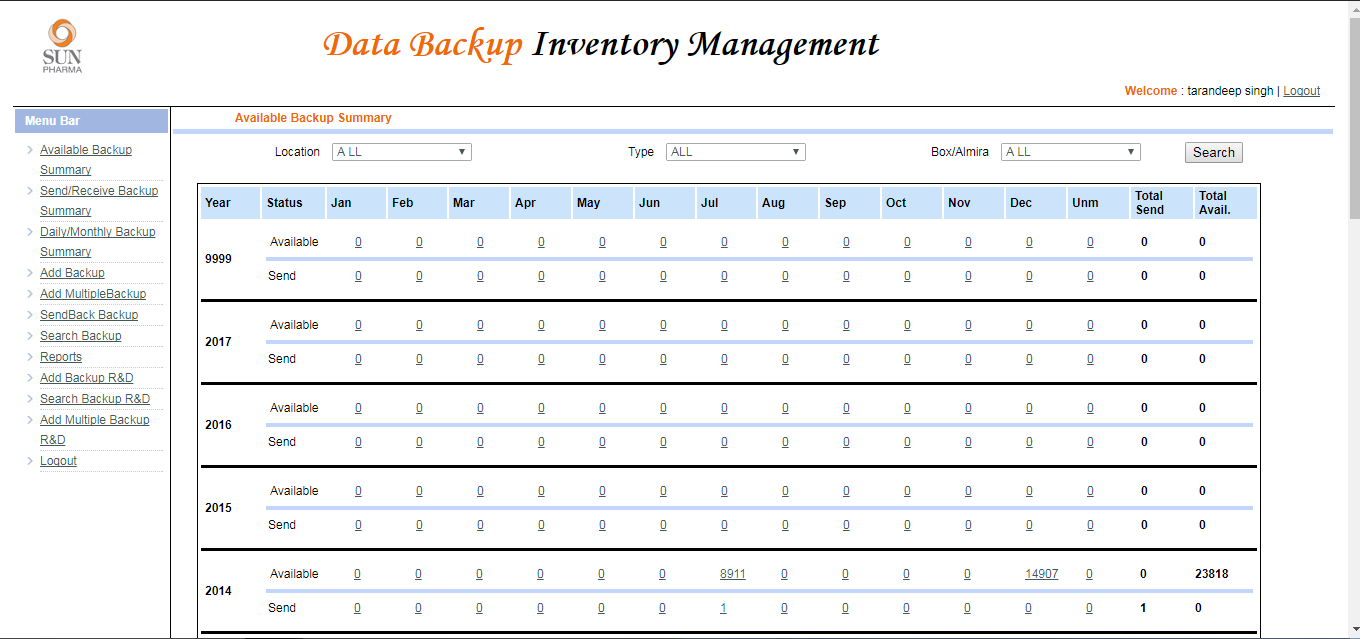 SUN
PHARMA
Data Backup Inventory Management
Welcome : tarandeep singh | Logout
Menu Bar
Available Backup
Summary
Send/Receive Backup
Summary
Daily/Monthly Backup
Summary
Add Backup
Add MultipleBackup
SendBack Backup
Search Backup
Reports
Add Backup R&D
Search Backup R&D
Add Multiple Backup
R&D
Logout
Available Backup Summary
Location A LL Type ALL Box/Almira A LL Search
Year Status Jan Feb Mar Apr May Jun Jul Aug Sep Oct Nov Dec Unm Total Send Total Avail.
9999
Available 0 0 0 0 0 0 0 0 0 0 0 0 0 0 0
Send 0 0 0 0 0 0 0 0 0 0 0 0 0 0 0
2017
Available 0 0 0 0 0 0 0 0 0 0 0 0 0 0 0
Send 0 0 0 0 0 0 0 0 0 0 0 0 0 0 0
2016
Available 0 0 0 0 0 0 0 0 0 0 0 0 0 0 0
Send 0 0 0 0 0 0 0 0 0 0 0 0 0 0 0
2015
Available 0 0 0 0 0 0 0 0 0 0 0 0 0 0 0
Send 0 0 0 0 0 0 0 0 0 0 0 0 0 0 0
2014
Available 0 0 0 0 0 0 8911 0 0 0 0 14907 0 0 23818
Send 0 0 0 0 0 0 1 0 0 0 0 0 0 1 0